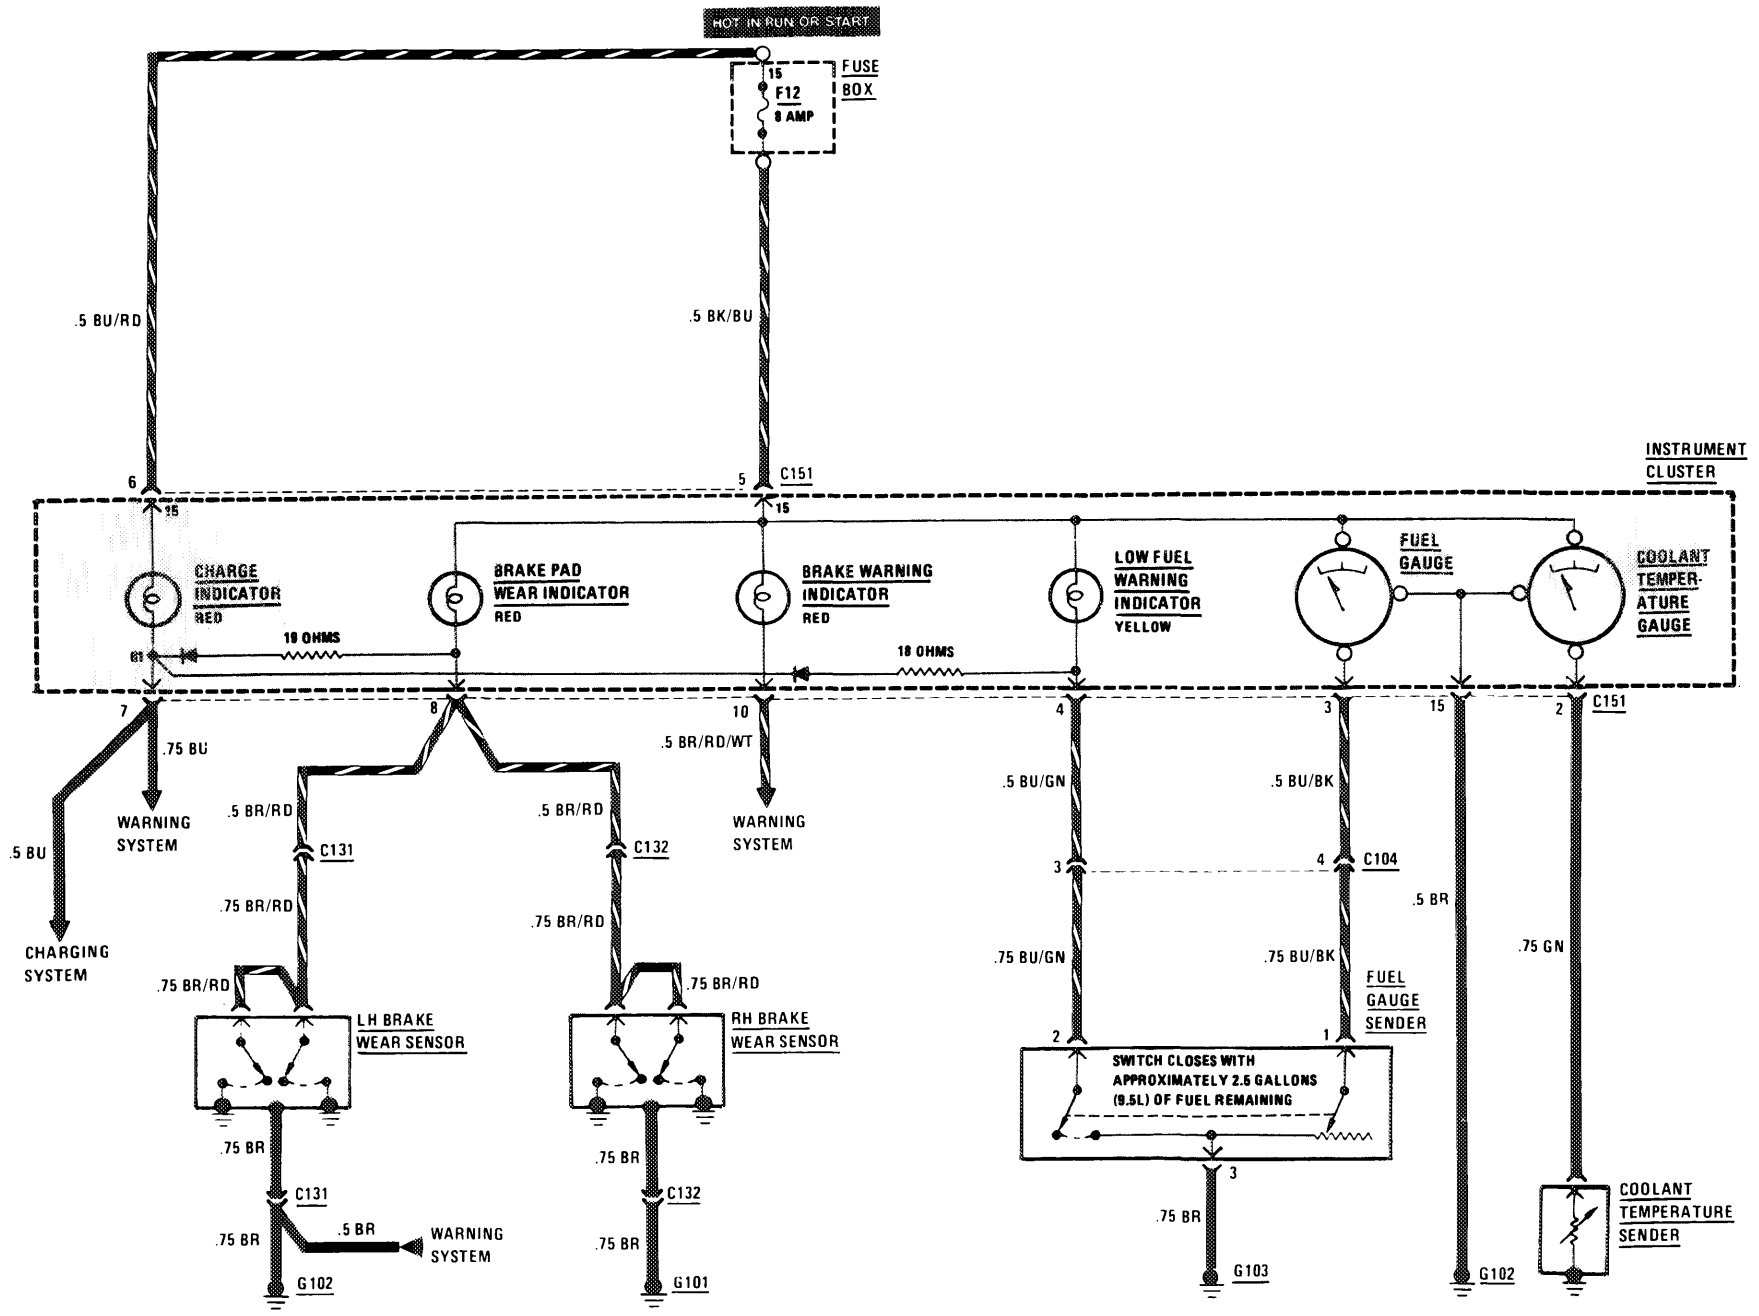 HOT IN RUN OR START
15
F12
8 AMP
FUSE
BOX
.5 BU/RD
.5 BK/BU
6
5
C151
INSTRUMENT
CLUSTER
15
15
CHARGE
INDICATOR
RED
BRAKE PAD
WEAR INDICATOR
RED
BRAKE WARNING
INDICATOR
RED
LOW FUEL
WARNING
INDICATOR
YELLOW
FUEL
GAUGE
COOLANT
TEMPER-
ATURE
GAUGE
61
19 OHMS
18 OHMS
7
8
10
4
3
15
2
C151
.75 BU
.5 BR/RD/WT
.5 BU/GN
.5 BU/BK
.5 BR/RD
.5 BR/RD
WARNING
SYSTEM
WARNING
SYSTEM
.5 BU
C131
C132
3
4
C104
.75 BR/RD
.75 BR/RD
.5 BR
.75 GN
CHARGING
SYSTEM
.75 BU/GN
.75 BU/BK
.75 BR/RD
.75 BR/RD
FUEL
GAUGE
SENDER
LH BRAKE
WEAR SENSOR
RH BRAKE
WEAR SENSOR
2
1
SWITCH CLOSES WITH
APPROXIMATELY 2.5 GALLONS
(9.5L) OF FUEL REMAINING
.75 BR
.75 BR
3
C131
C132
.75 BR
COOLANT
TEMPERATURE
SENDER
.75 BR
.5 BR
WARNING
SYSTEM
.75 BR
G102
G101
G103
G102